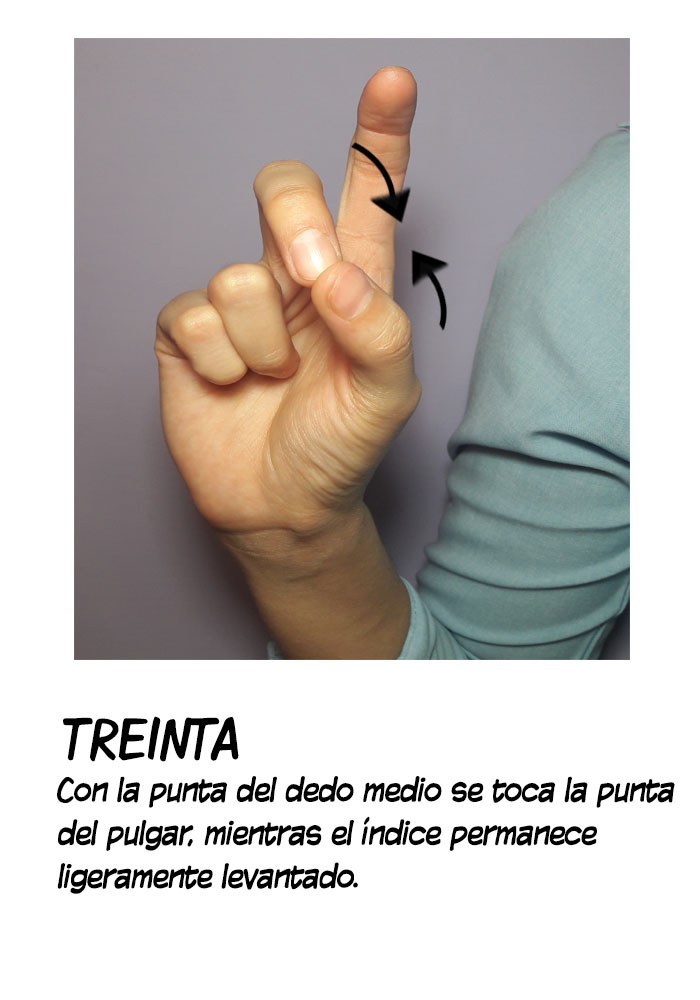 TREINTA
Con la punta del dedo medio se toca la punta
del pulgar, mientras el índice permanece
ligeramente levantado.